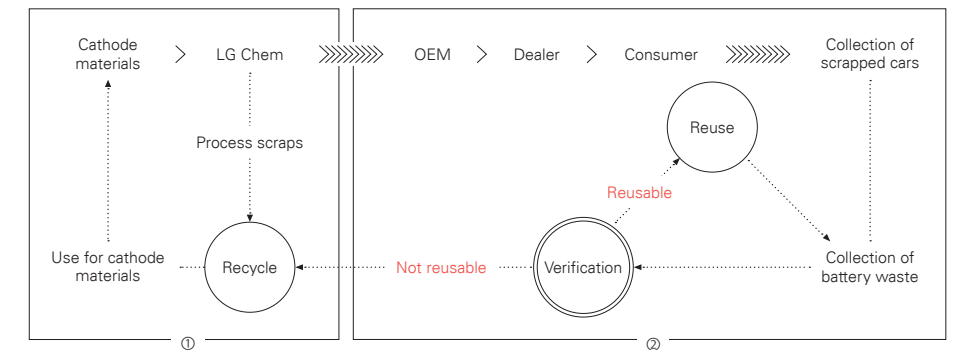 Cathode
materials
LG Chem
OEM
Dealer
Consumer
Collection of
scrapped cars
Reuse
Process scraps
Reusable
Use for cathode
materials
Recycle
Not reusable
Verification
Collection of
battery waste
①
②